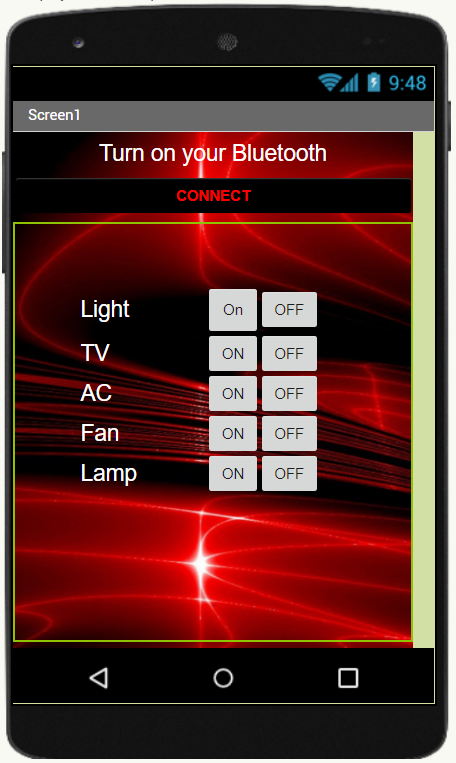 9:48
Screen1
Turn on your Bluetooth
CONNECT
Light On OFF
TV ON OFF
AC ON OFF
Fan ON OFF
Lamp ON OFF